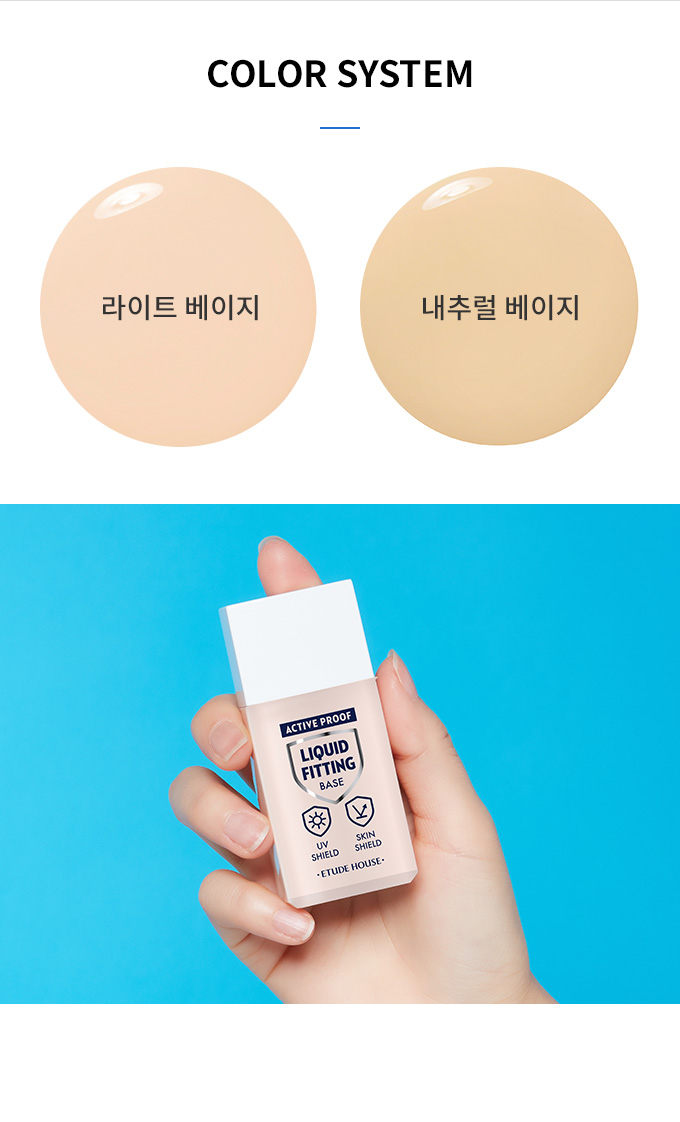 COLOR SYSTEM
라이트 베이지
내추럴 베이지
ACTIVE PROOF
LIQUID
FITTING
BASE
UV
SHIELD
SKIN
SHIELD
·ETUDE HOUSE·